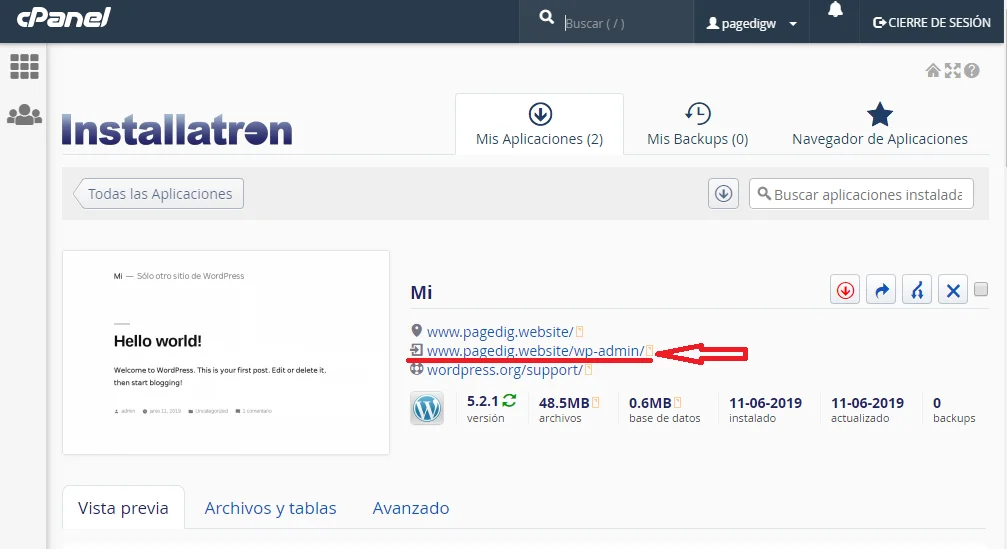 cPanel
Buscar ( / )
pagedigw
CIERRE DE SESIÓN
Installatron
Mis Aplicaciones (2)
Mis Backups (0)
Navegador de Aplicaciones
Todas las Aplicaciones
Buscar aplicaciones instalada
Mi — Sólo otro sitio de WordPress
Hello world!
Welcome to WordPress. This is your first post. Edit or delete it,
then start blogging!
admin junio 11, 2019 Uncategorized 1 comentario
Mi
www.pagedig.website/
www.pagedig.website/wp-admin/
wordpress.org/support/
5.2.1
versión
48.5MB
archivos
0.6MB
base de datos
11-06-2019
instalado
11-06-2019
actualizado
0
backups
Vista previa
Archivos y tablas
Avanzado